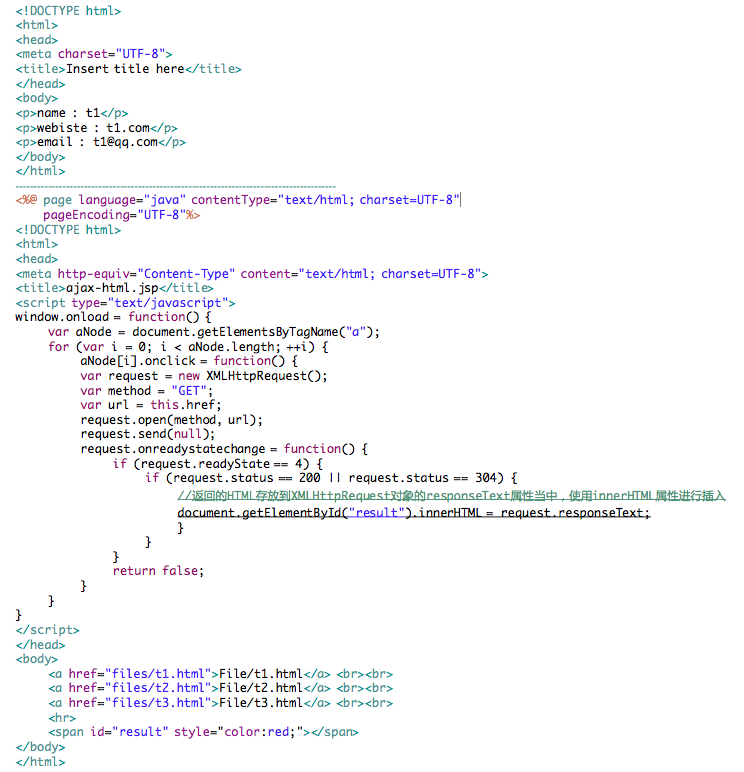 <!DOCTYPE html>
<html>
<head>
<meta charset="UTF-8">
<title>Insert title here</title>
</head>
<body>
<p>name : t1</p>
<p>webiste : t1.com</p>
<p>email : t1@qq.com</p>
</body>
</html>
<%@ page language="java" contentType="text/html; charset=UTF-8"
    pageEncoding="UTF-8"%>
<!DOCTYPE html>
<html>
<head>
<meta http-equiv="Content-Type" content="text/html; charset=UTF-8">
<title>ajax-html.jsp</title>
<script type="text/javascript">
window.onload = function() {
    var aNode = document.getElementsByTagName("a");
    for (var i = 0; i < aNode.length; ++i) {
        aNode[i].onclick = function() {
        var request = new XMLHttpRequest();
        var method = "GET";
        var url = this.href;
        request.open(method, url);
        request.send(null);
        request.onreadystatechange = function() {
            if (request.readyState == 4) {
                if (request.status == 200 || request.status == 304) {
                    //返回的HTML存放到XMLHttpRequest对象的responseText属性当中，使用innerHTML属性进行插入
                    document.getElementById("result").innerHTML = request.responseText;
                    }
                }
            }
            return false;
        }
    }
}
</script>
</head>
<body>
    <a href="files/t1.html">File/t1.html</a> <br><br>
    <a href="files/t2.html">File/t2.html</a> <br><br>
    <a href="files/t3.html">File/t3.html</a> <br><br>
    <hr>
    <span id="result" style="color:red;"></span>
</body>
</html>